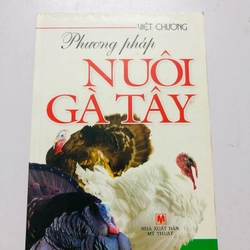 VIỆT CHƯƠNG
Phương pháp
NUÔI
GÀ TÂY
NHÀ XUẤT BẢN
MỸ THUẬT